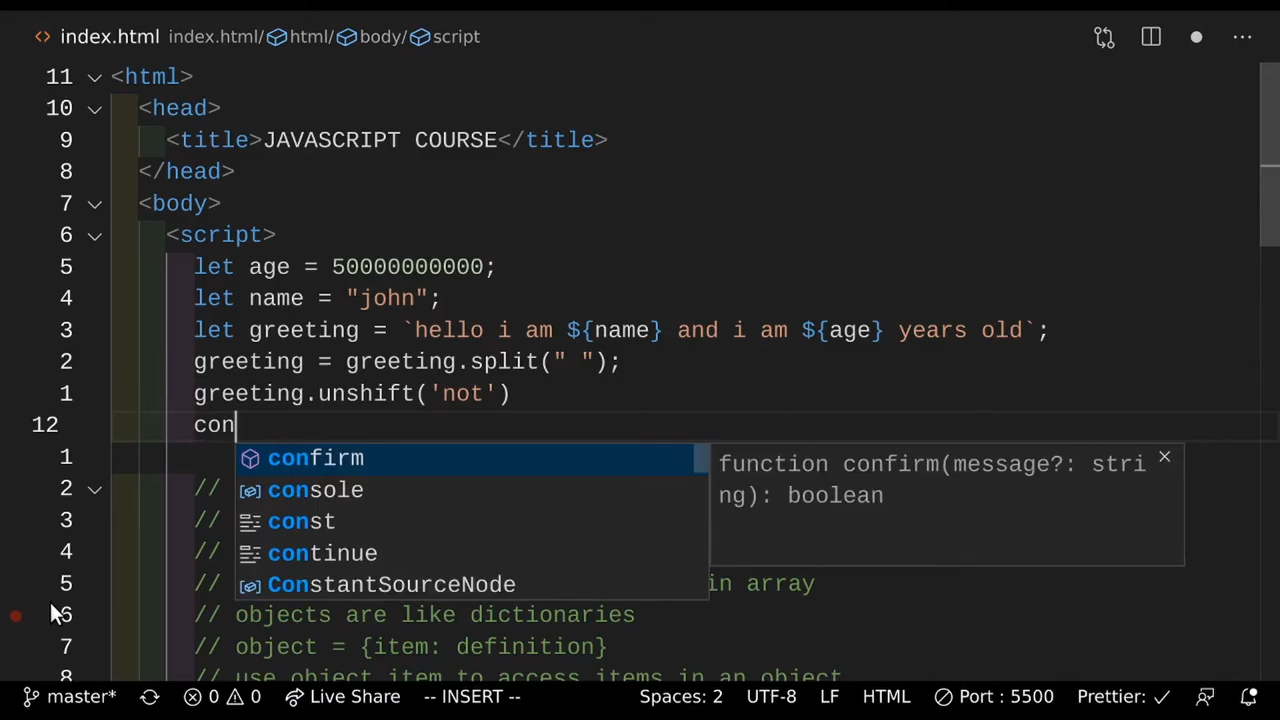 index.html index.html/html/body/script
11 <html>
10 <head>
9 <title>JAVASCRIPT COURSE</title>
8 </head>
7 <body>
6 <script>
5 let age = 50000000000;
4 let name = "john";
3 let greeting = `hello i am ${name} and i am ${age} years old`;
2 greeting = greeting.split(" ");
1 greeting.unshift('not')
12 con
1 confirm
2 // console
3 // const
4 // continue
5 // ConstantSourceNode in array
function confirm(message?: stri
ng): boolean
6 // objects are like dictionaries
7 // object = {item: definition}
8 // use object item to access items in an object
master* 0 0 Live Share -- INSERT -- Spaces: 2 UTF-8 LF HTML Port : 5500 Prettier: